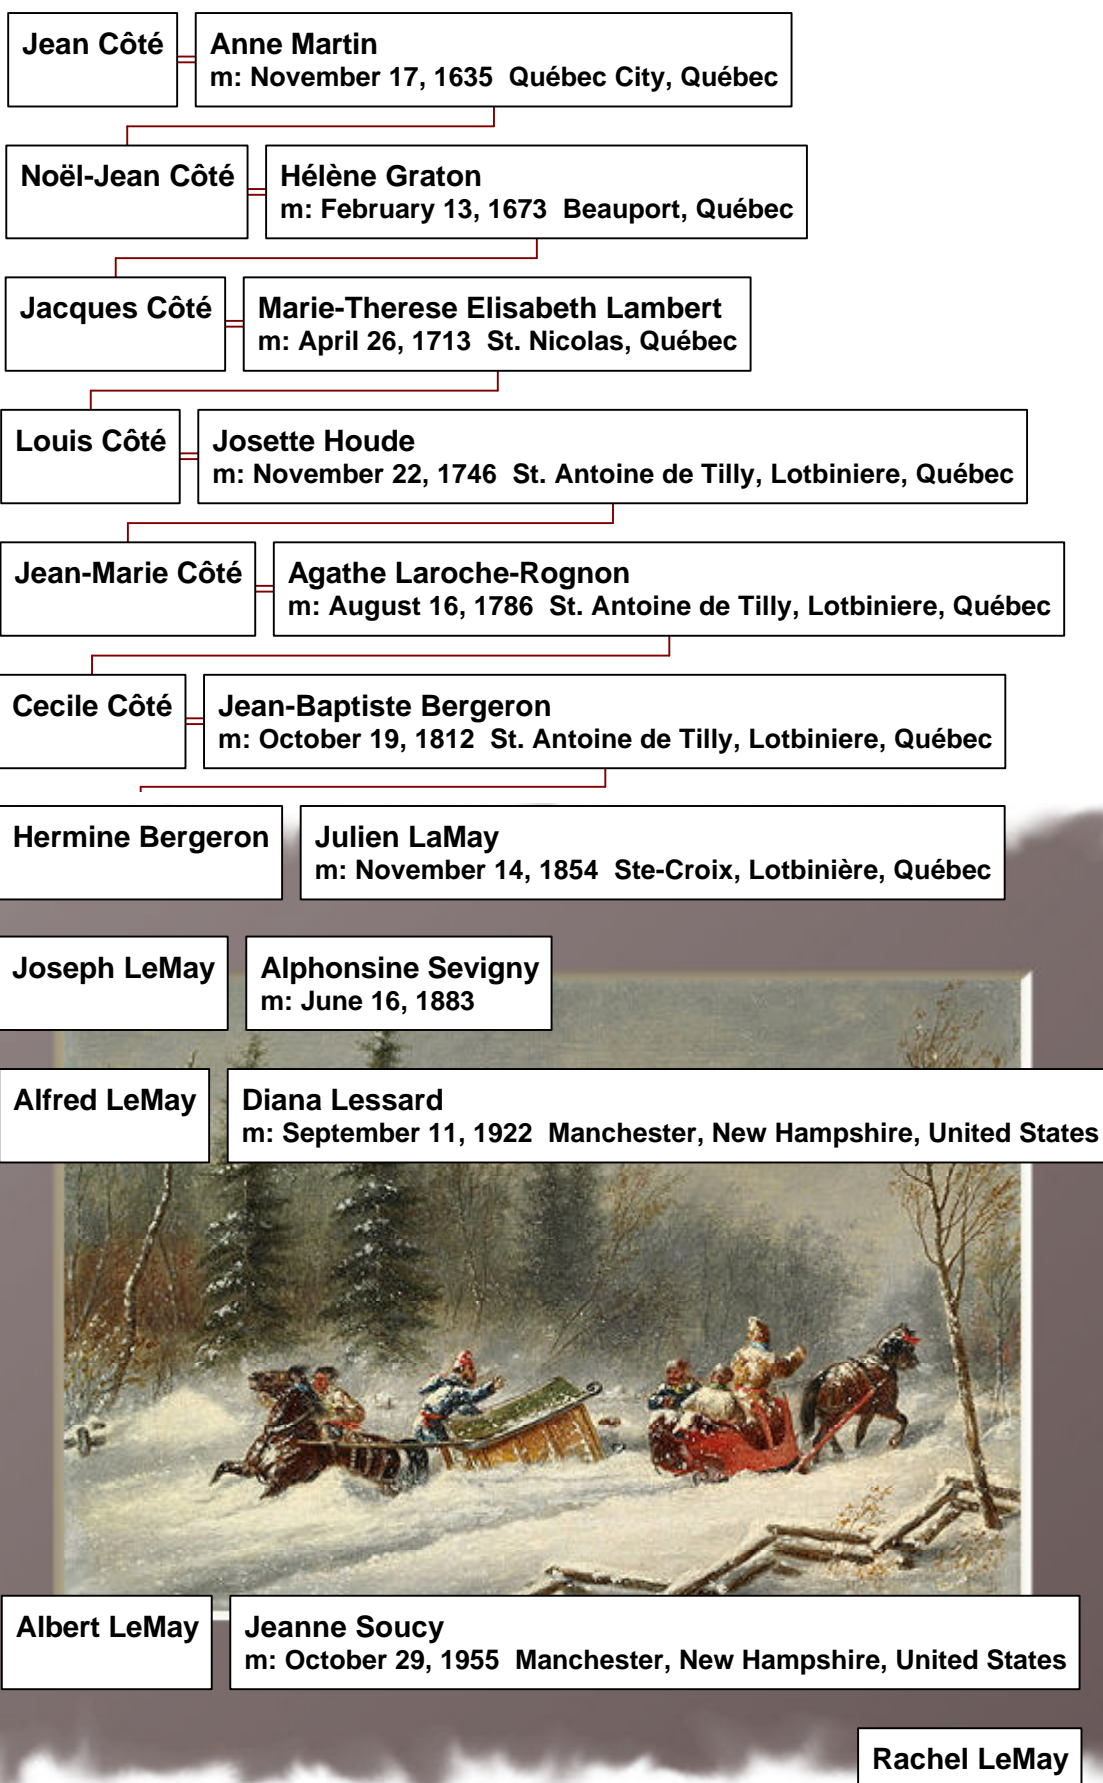 Jean Côté
Anne Martin
m: November 17, 1635  Québec City, Québec
Noël-Jean Côté
Hélène Graton
m: February 13, 1673  Beauport, Québec
Jacques Côté
Marie-Therese Elisabeth Lambert
m: April 26, 1713  St. Nicolas, Québec
Louis Côté
Josette Houde
m: November 22, 1746  St. Antoine de Tilly, Lotbiniere, Québec
Jean-Marie Côté
Agathe Laroche-Rognon
m: August 16, 1786  St. Antoine de Tilly, Lotbiniere, Québec
Cecile Côté
Jean-Baptiste Bergeron
m: October 19, 1812  St. Antoine de Tilly, Lotbiniere, Québec
Hermine Bergeron
Julien LaMay
m: November 14, 1854  Ste-Croix, Lotbinière, Québec
Joseph LeMay
Alphonsine Sevigny
m: June 16, 1883
Alfred LeMay
Diana Lessard
m: September 11, 1922  Manchester, New Hampshire, United States
Albert LeMay
Jeanne Soucy
m: October 29, 1955  Manchester, New Hampshire, United States
Rachel LeMay